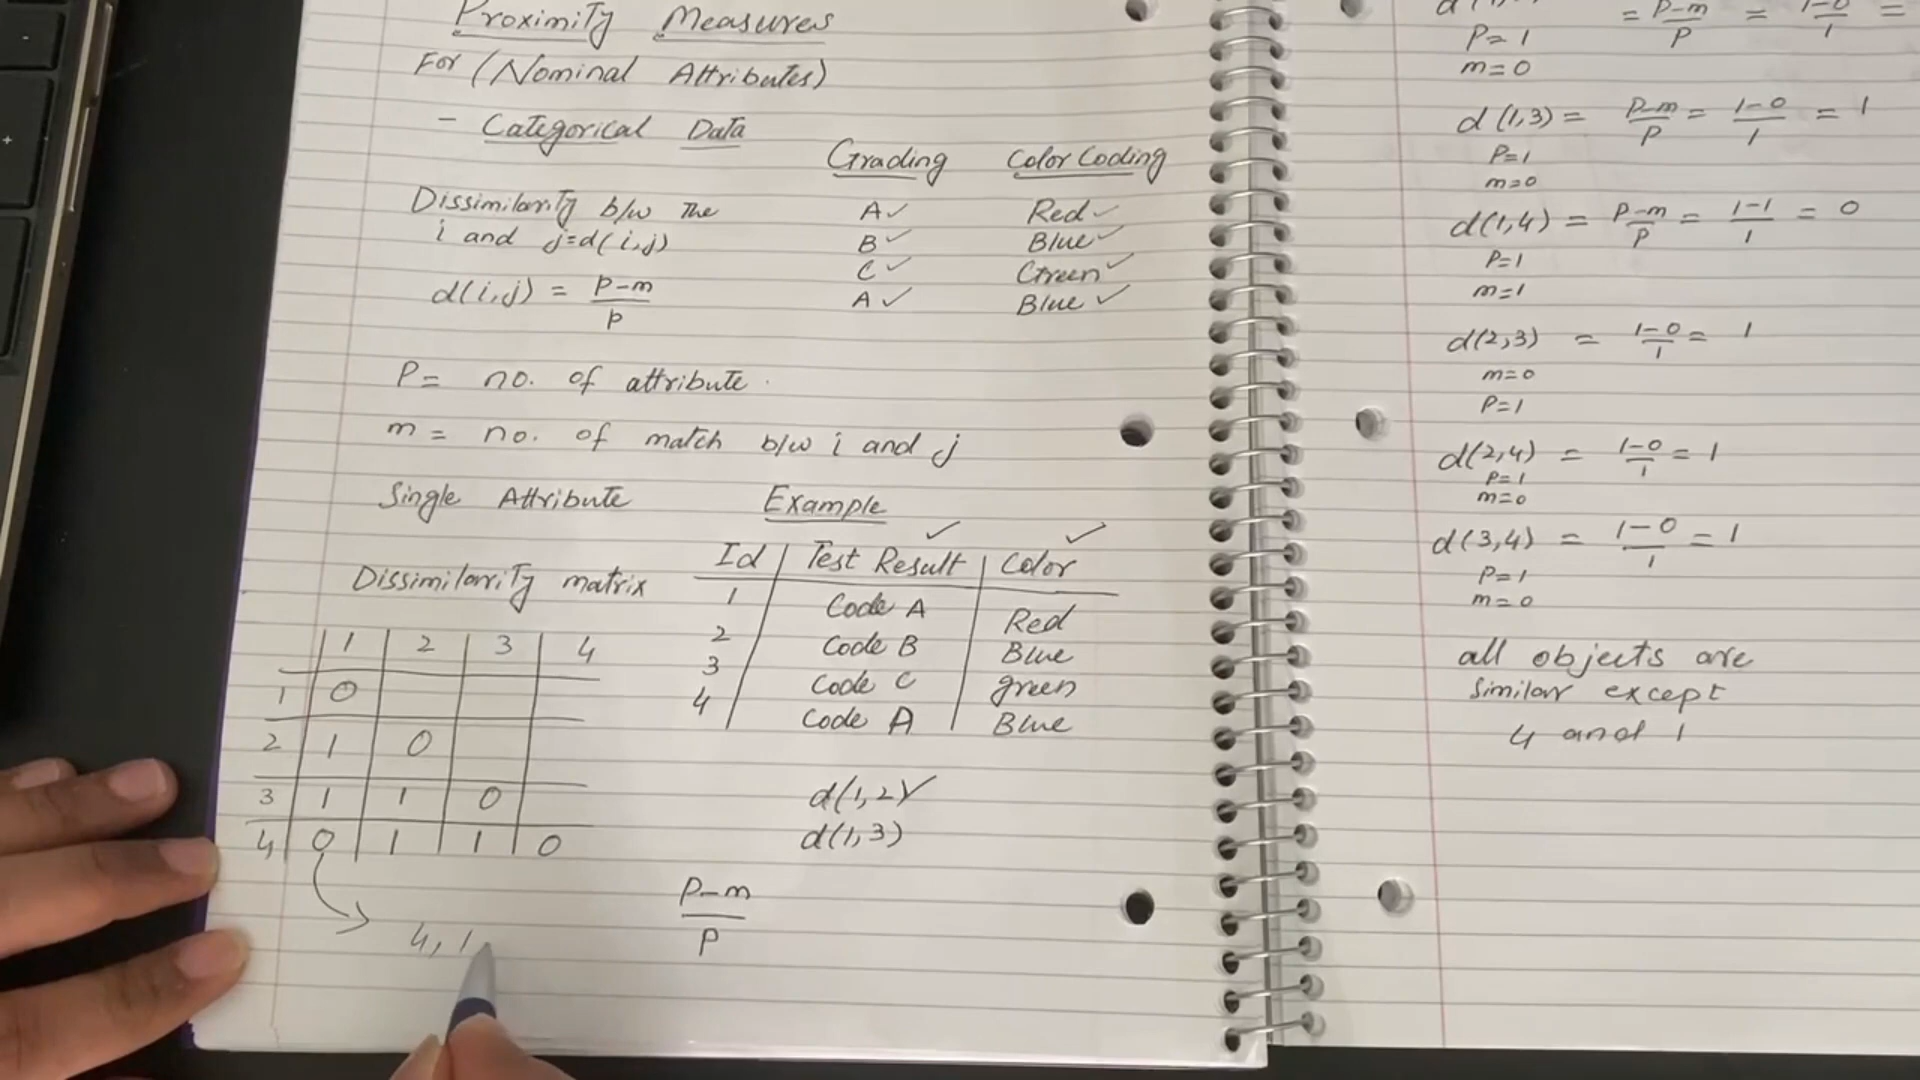 Proximity Measures
For (Nominal Attributes)
- Categorical Data
Grading Color Coding
Dissimilarity b/w The
i and j=d(i,j)
d(i,j) = P-m
P
A✓ Red✓
B✓ Blue✓
C✓ Green✓
A✓ Blue✓
P= no. of attribute.
m = no. of match b/w i and j
Single Attribute Example
Dissimilarity matrix
Id Test Result Color
1 Code A Red
2 Code B Blue
3 Code C green
4 Code A Blue
1 2 3 4
1 0
2 1 0
3 1 1 0
4 0 1 1 0
4, 1
d(1,2)✓
d(1,3)
P-m
P
= P-m = 1-0 =
P 1
P=1
m=0
d(1,3) = P-m = 1-0 = 1
P 1
P=1
m=0
d(1,4) = P-m = 1-1 = 0
P 1
P=1
m=1
d(2,3) = 1-0 = 1
1
m=0
P=1
d(2,4) = 1-0 = 1
1
P=1
m=0
d(3,4) = 1-0 = 1
1
P=1
m=0
all objects are
similar except
4 and 1